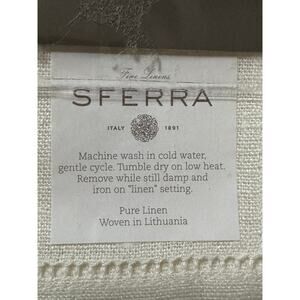 Fine Linens
SFERRA
ITALY 1891
Machine wash in cold water,
gentle cycle. Tumble dry on low heat.
Remove while still damp and
iron on "linen" setting.
Pure Linen
Woven in Lithuania